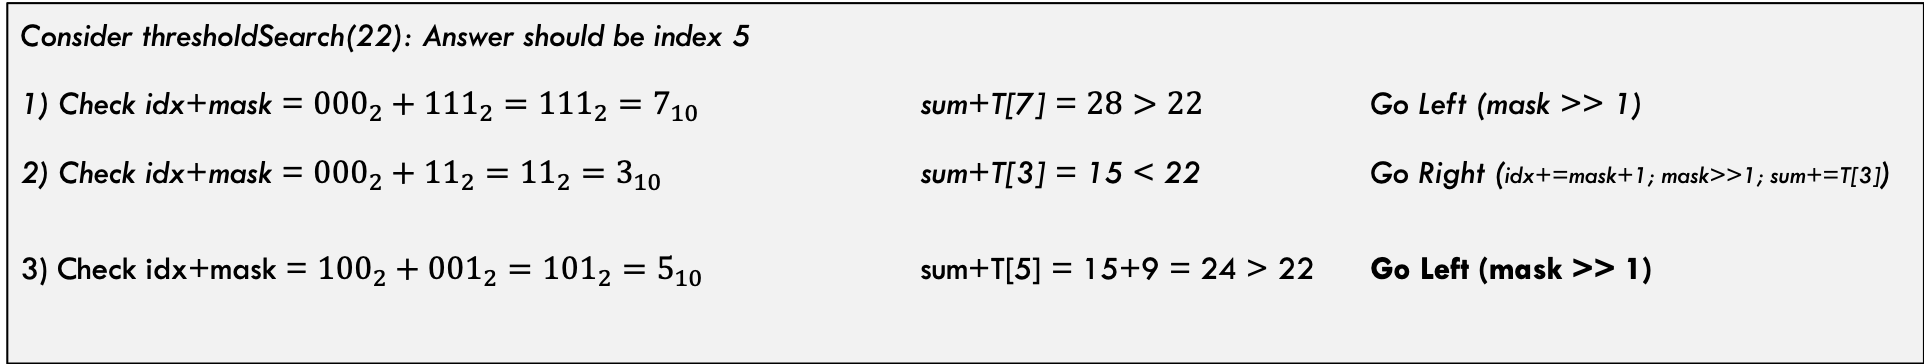 Consider thresholdSearch(22): Answer should be index 5
1) Check idx+mask = 000₂ + 111₂ = 111₂ = 7₁₀ sum+T[7] = 28 > 22 Go Left (mask >> 1)
2) Check idx+mask = 000₂ + 11₂ = 11₂ = 3₁₀ sum+T[3] = 15 < 22 Go Right (idx+=mask+1; mask>>1; sum+=T[3])
3) Check idx+mask = 100₂ + 001₂ = 101₂ = 5₁₀ sum+T[5] = 15+9 = 24 > 22 Go Left (mask >> 1)